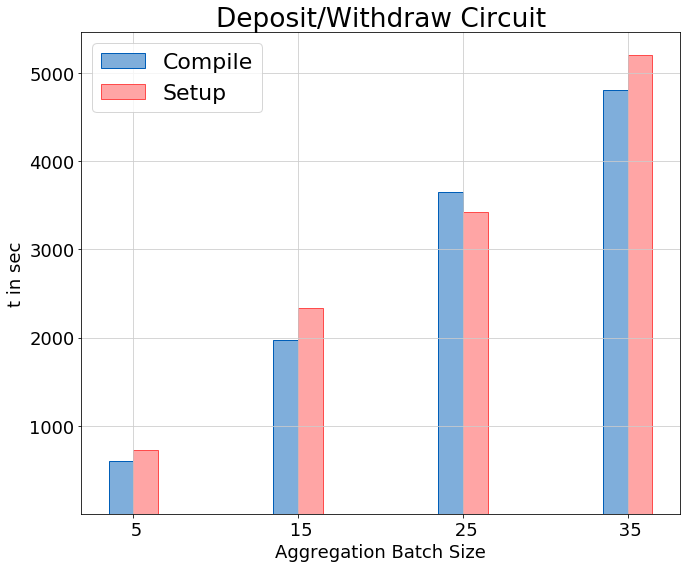 Deposit/Withdraw Circuit
Compile
Setup
5000
4000
3000
2000
1000
t in sec
5 15 25 35
Aggregation Batch Size